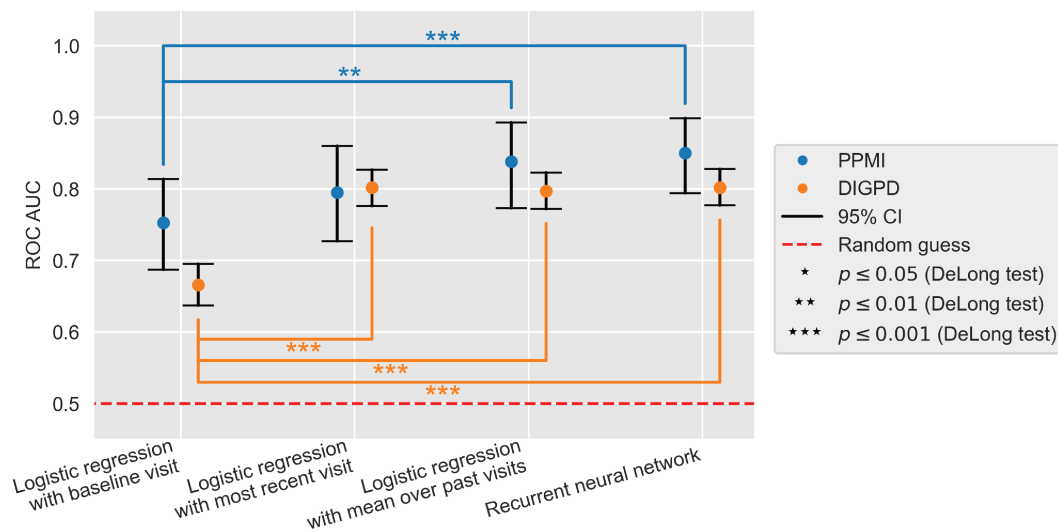 ROC AUC
1.0
0.9
0.8
0.7
0.6
0.5
***
**
***
***
***
Logistic regression
with baseline visit
Logistic regression
with most recent visit
Logistic regression
with mean over past visits
Recurrent neural network
PPMI
DIGPD
95% CI
Random guess
★ p ≤ 0.05 (DeLong test)
★★ p ≤ 0.01 (DeLong test)
★★★ p ≤ 0.001 (DeLong test)